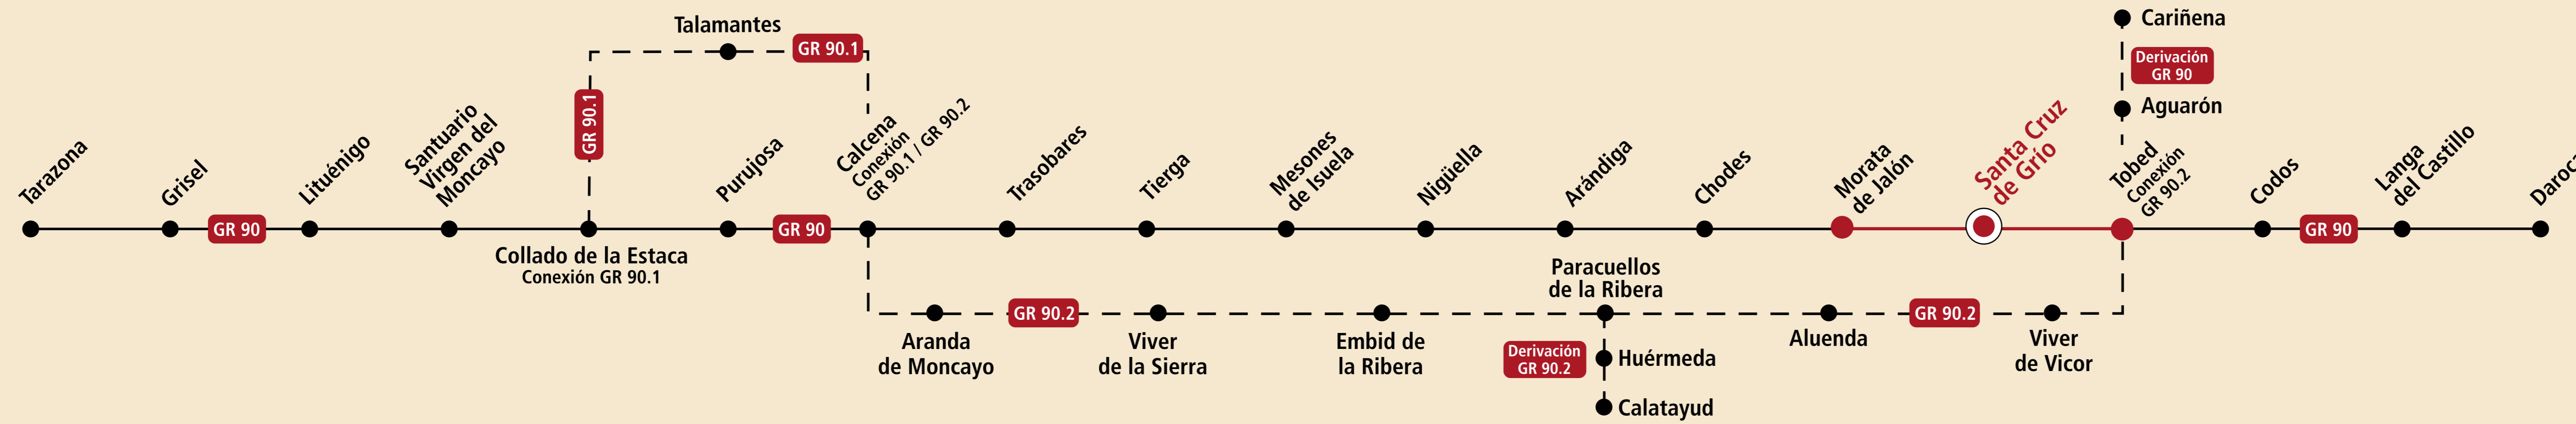 Talamantes
GR 90.1
GR 90.1
Cariñena
Derivación
GR 90
Aguarón
Tarazona
Grisel
GR 90
Lituénigo
Santuario
Virgen del
Moncayo
Collado de la Estaca
Conexión GR 90.1
Purujosa
GR 90
Calcena
Conexión
GR 90.1 / GR 90.2
Trasobares
Tierga
Mesones
de Isuela
Nigüella
Arándiga
Chodes
Morata
de Jalón
Santa Cruz
de Grío
Tobed
Conexión
GR 90.2
Codos
GR 90
Langa
del Castillo
Daroc
Aranda
de Moncayo
GR 90.2
Viver
de la Sierra
Embid de
la Ribera
Paracuellos
de la Ribera
Derivación
GR 90.2
Huérmeda
Calatayud
Aluenda
GR 90.2
Viver
de Vicor